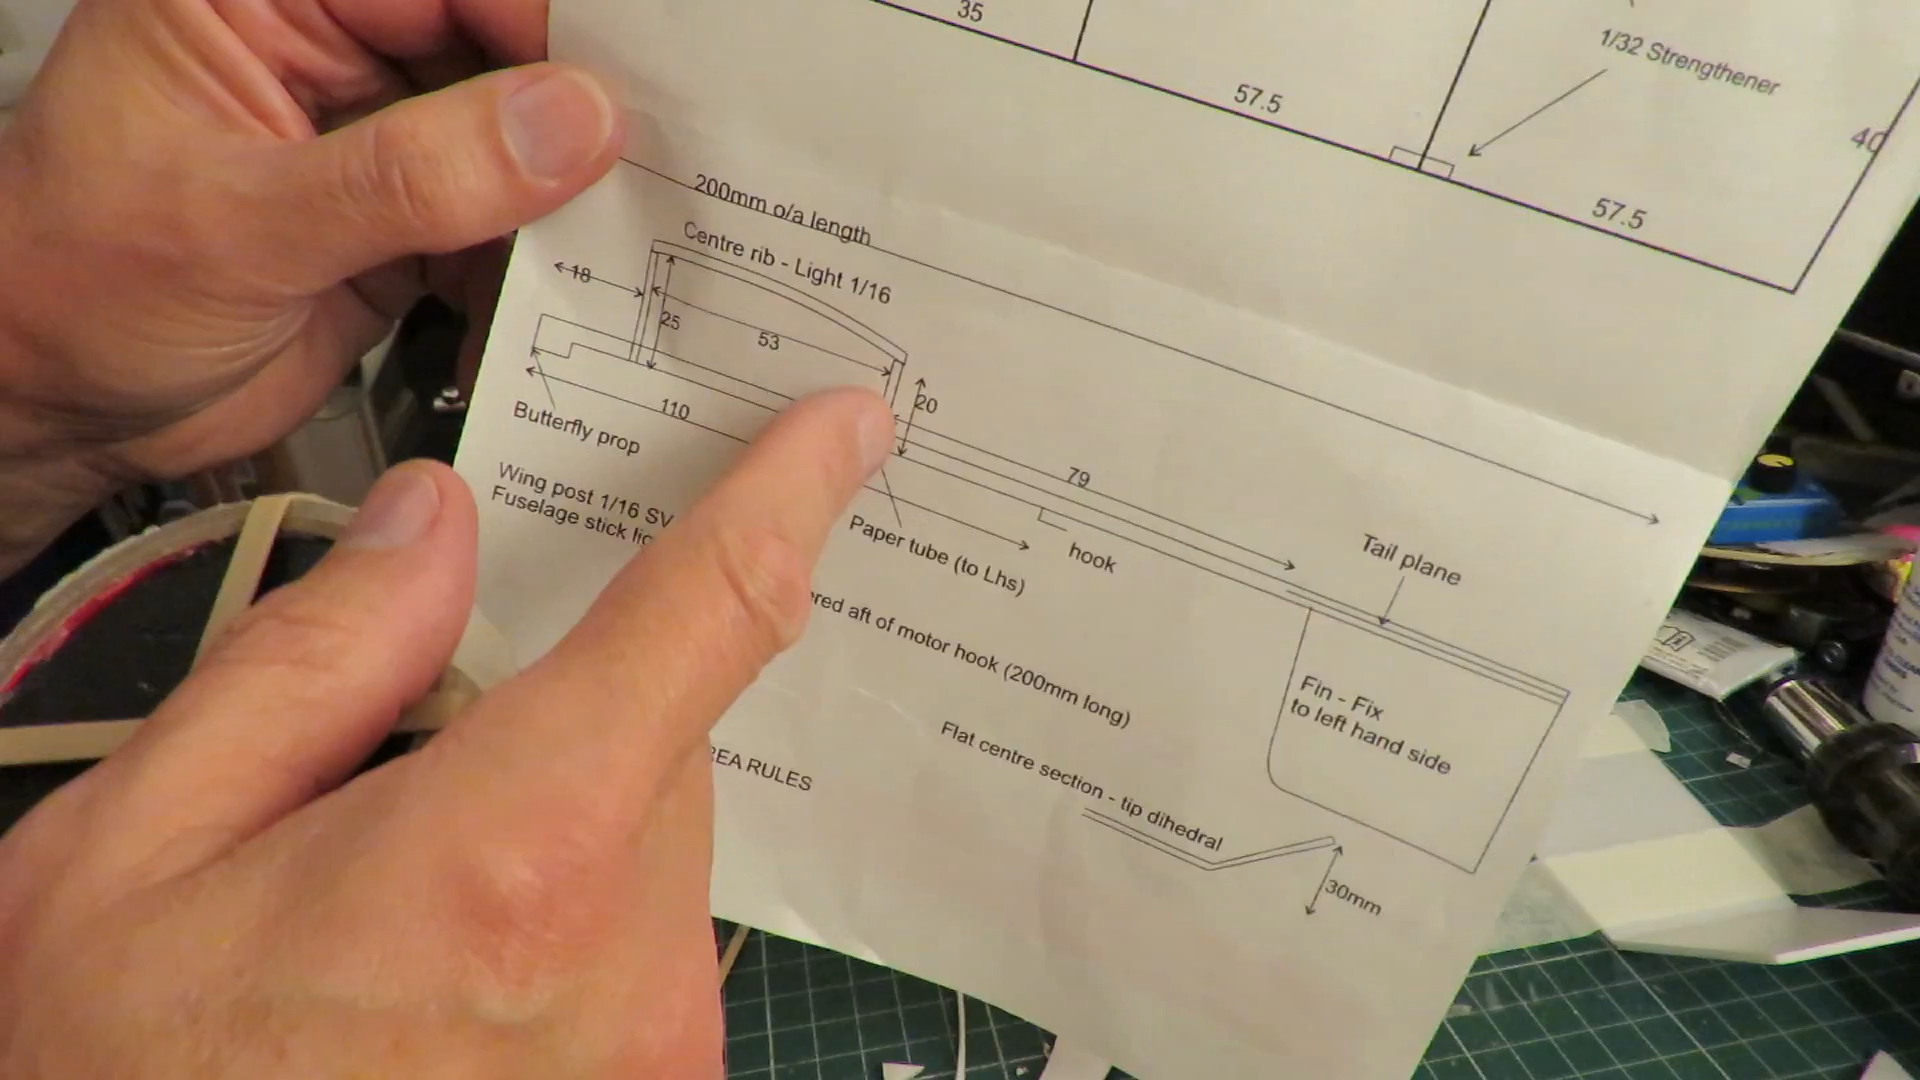 35
1/32 Strengthener
57.5
40
57.5
200mm o/a length
Centre rib - Light 1/16
18
25
53
20
110
Butterfly prop
79
Wing post 1/16 SV
Fuselage stick
Paper tube (to Lhs)
hook
Tail plane
aft of motor hook (200mm long)
Fin - Fix
to left hand side
RULES
Flat centre section - tip dihedral
30mm